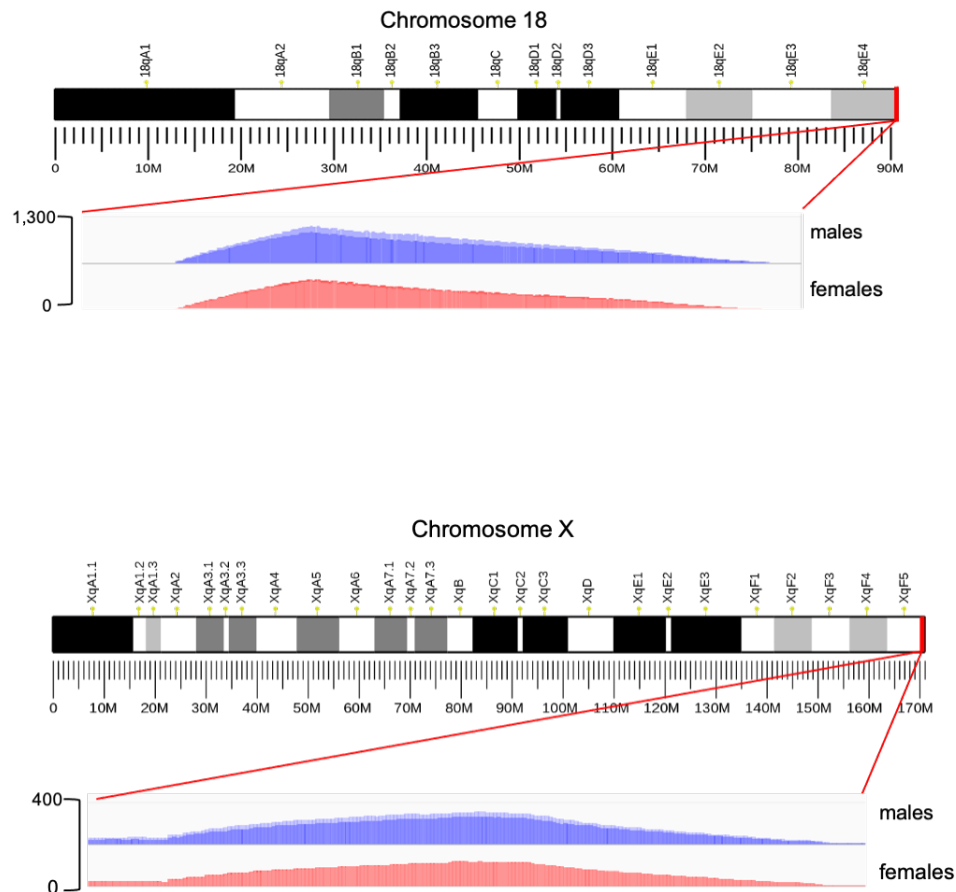 Chromosome 18
18qA1 18qA2 18qB1 18qB2 18qB3 18qC 18qD1 18qD2 18qD3 18qE1 18qE2 18qE3 18qE4
0 10M 20M 30M 40M 50M 60M 70M 80M 90M
1,300
males
0
females
Chromosome X
XqA1.1 XqA1.2 XqA1.3 XqA2 XqA3.1 XqA3.2 XqA3.3 XqA4 XqA5 XqA6 XqA7.1 XqA7.2 XqA7.3 XqB XqC1 XqC2 XqC3 XqD XqE1 XqE2 XqE3 XqF1 XqF2 XqF3 XqF4 XqF5
0 10M 20M 30M 40M 50M 60M 70M 80M 90M 100M 110M 120M 130M 140M 150M 160M 170M
400
males
0
females